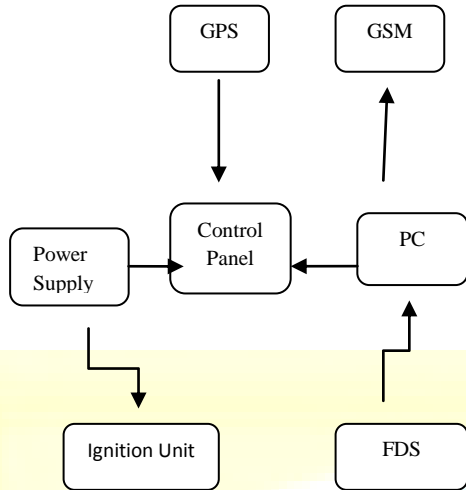 GPS
GSM
Control
Panel
PC
Power
Supply
Ignition Unit
FDS